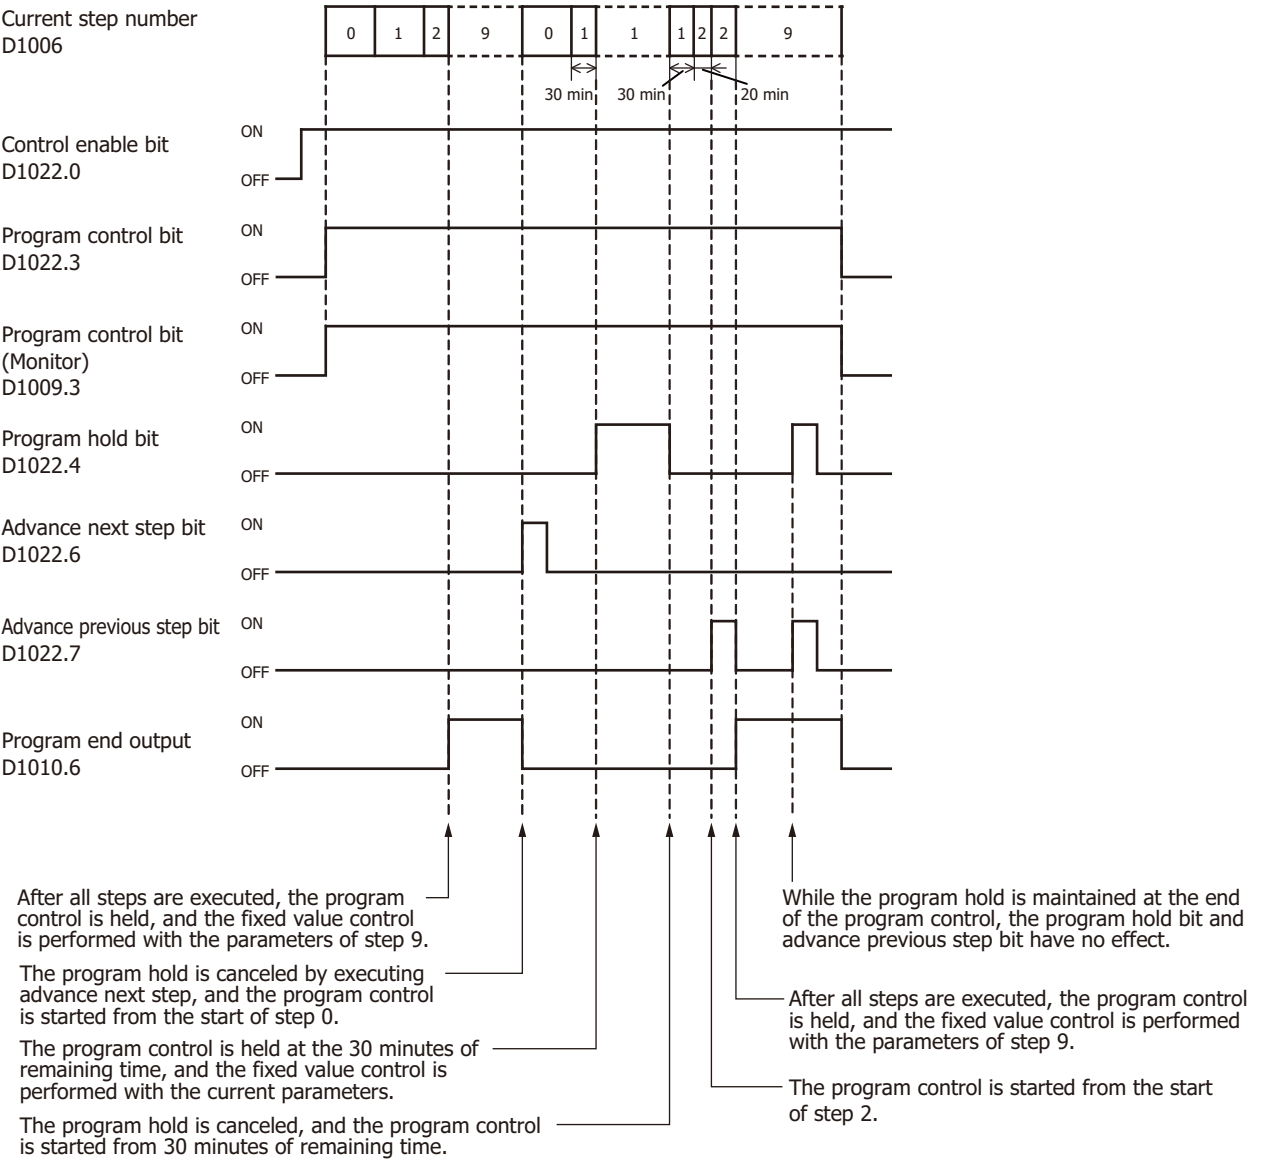 Current step number
D1006
0 1 2 9 0 1 1 1 2 2 9
30 min 30 min 20 min
Control enable bit
D1022.0
ON
OFF
Program control bit
D1022.3
ON
OFF
Program control bit
(Monitor)
D1009.3
ON
OFF
Program hold bit
D1022.4
ON
OFF
Advance next step bit
D1022.6
ON
OFF
Advance previous step bit
D1022.7
ON
OFF
Program end output
D1010.6
ON
OFF
After all steps are executed, the program
control is held, and the fixed value control
is performed with the parameters of step 9.
The program hold is canceled by executing
advance next step, and the program control
is started from the start of step 0.
The program control is held at the 30 minutes of
remaining time, and the fixed value control is
performed with the current parameters.
The program hold is canceled, and the program control
is started from 30 minutes of remaining time.
While the program hold is maintained at the end
of the program control, the program hold bit and
advance previous step bit have no effect.
After all steps are executed, the program control
is held, and the fixed value control is performed
with the parameters of step 9.
The program control is started from the start
of step 2.